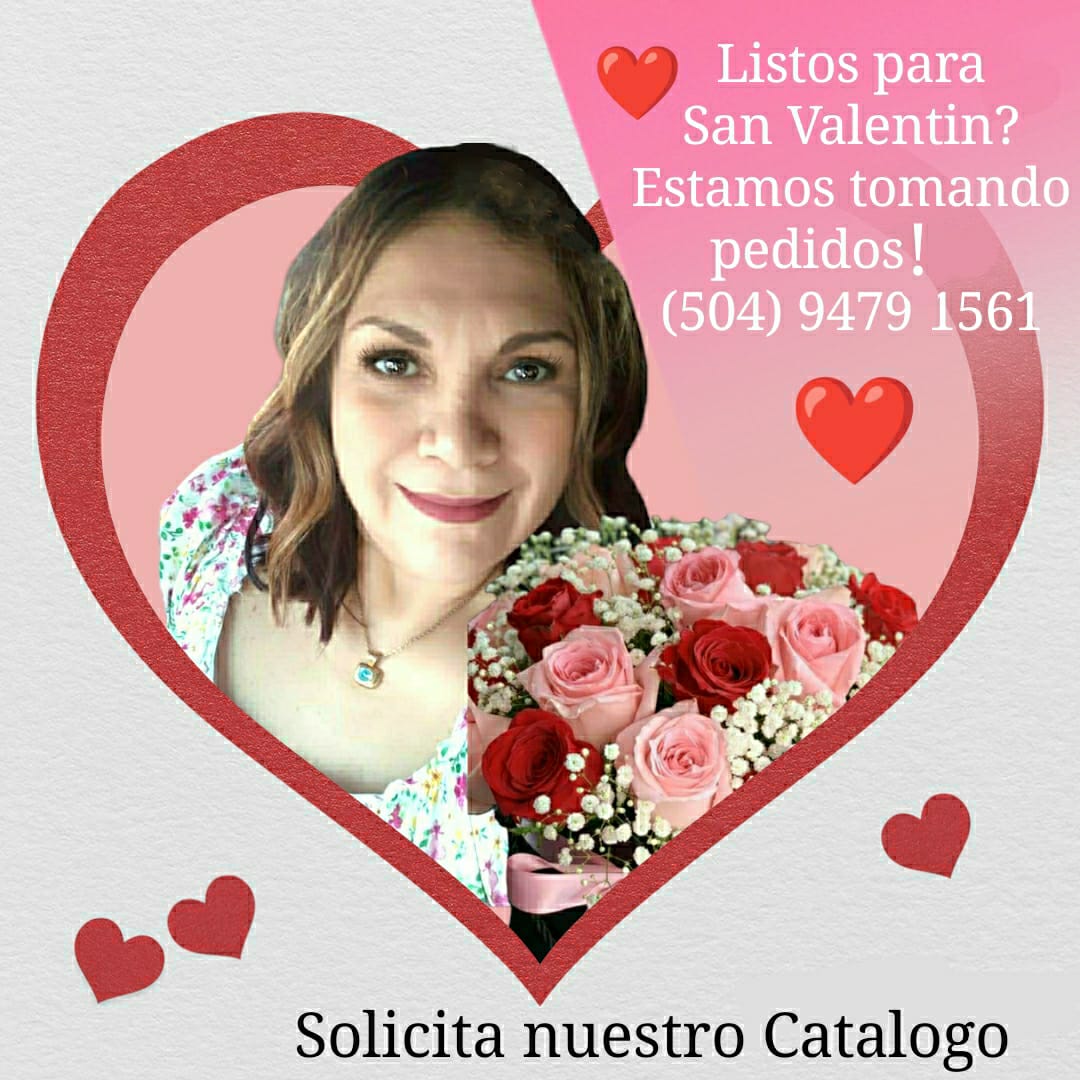 Listos para
San Valentin?
Estamos tomando
pedidos!
(504) 9479 1561
Solicita nuestro Catalogo